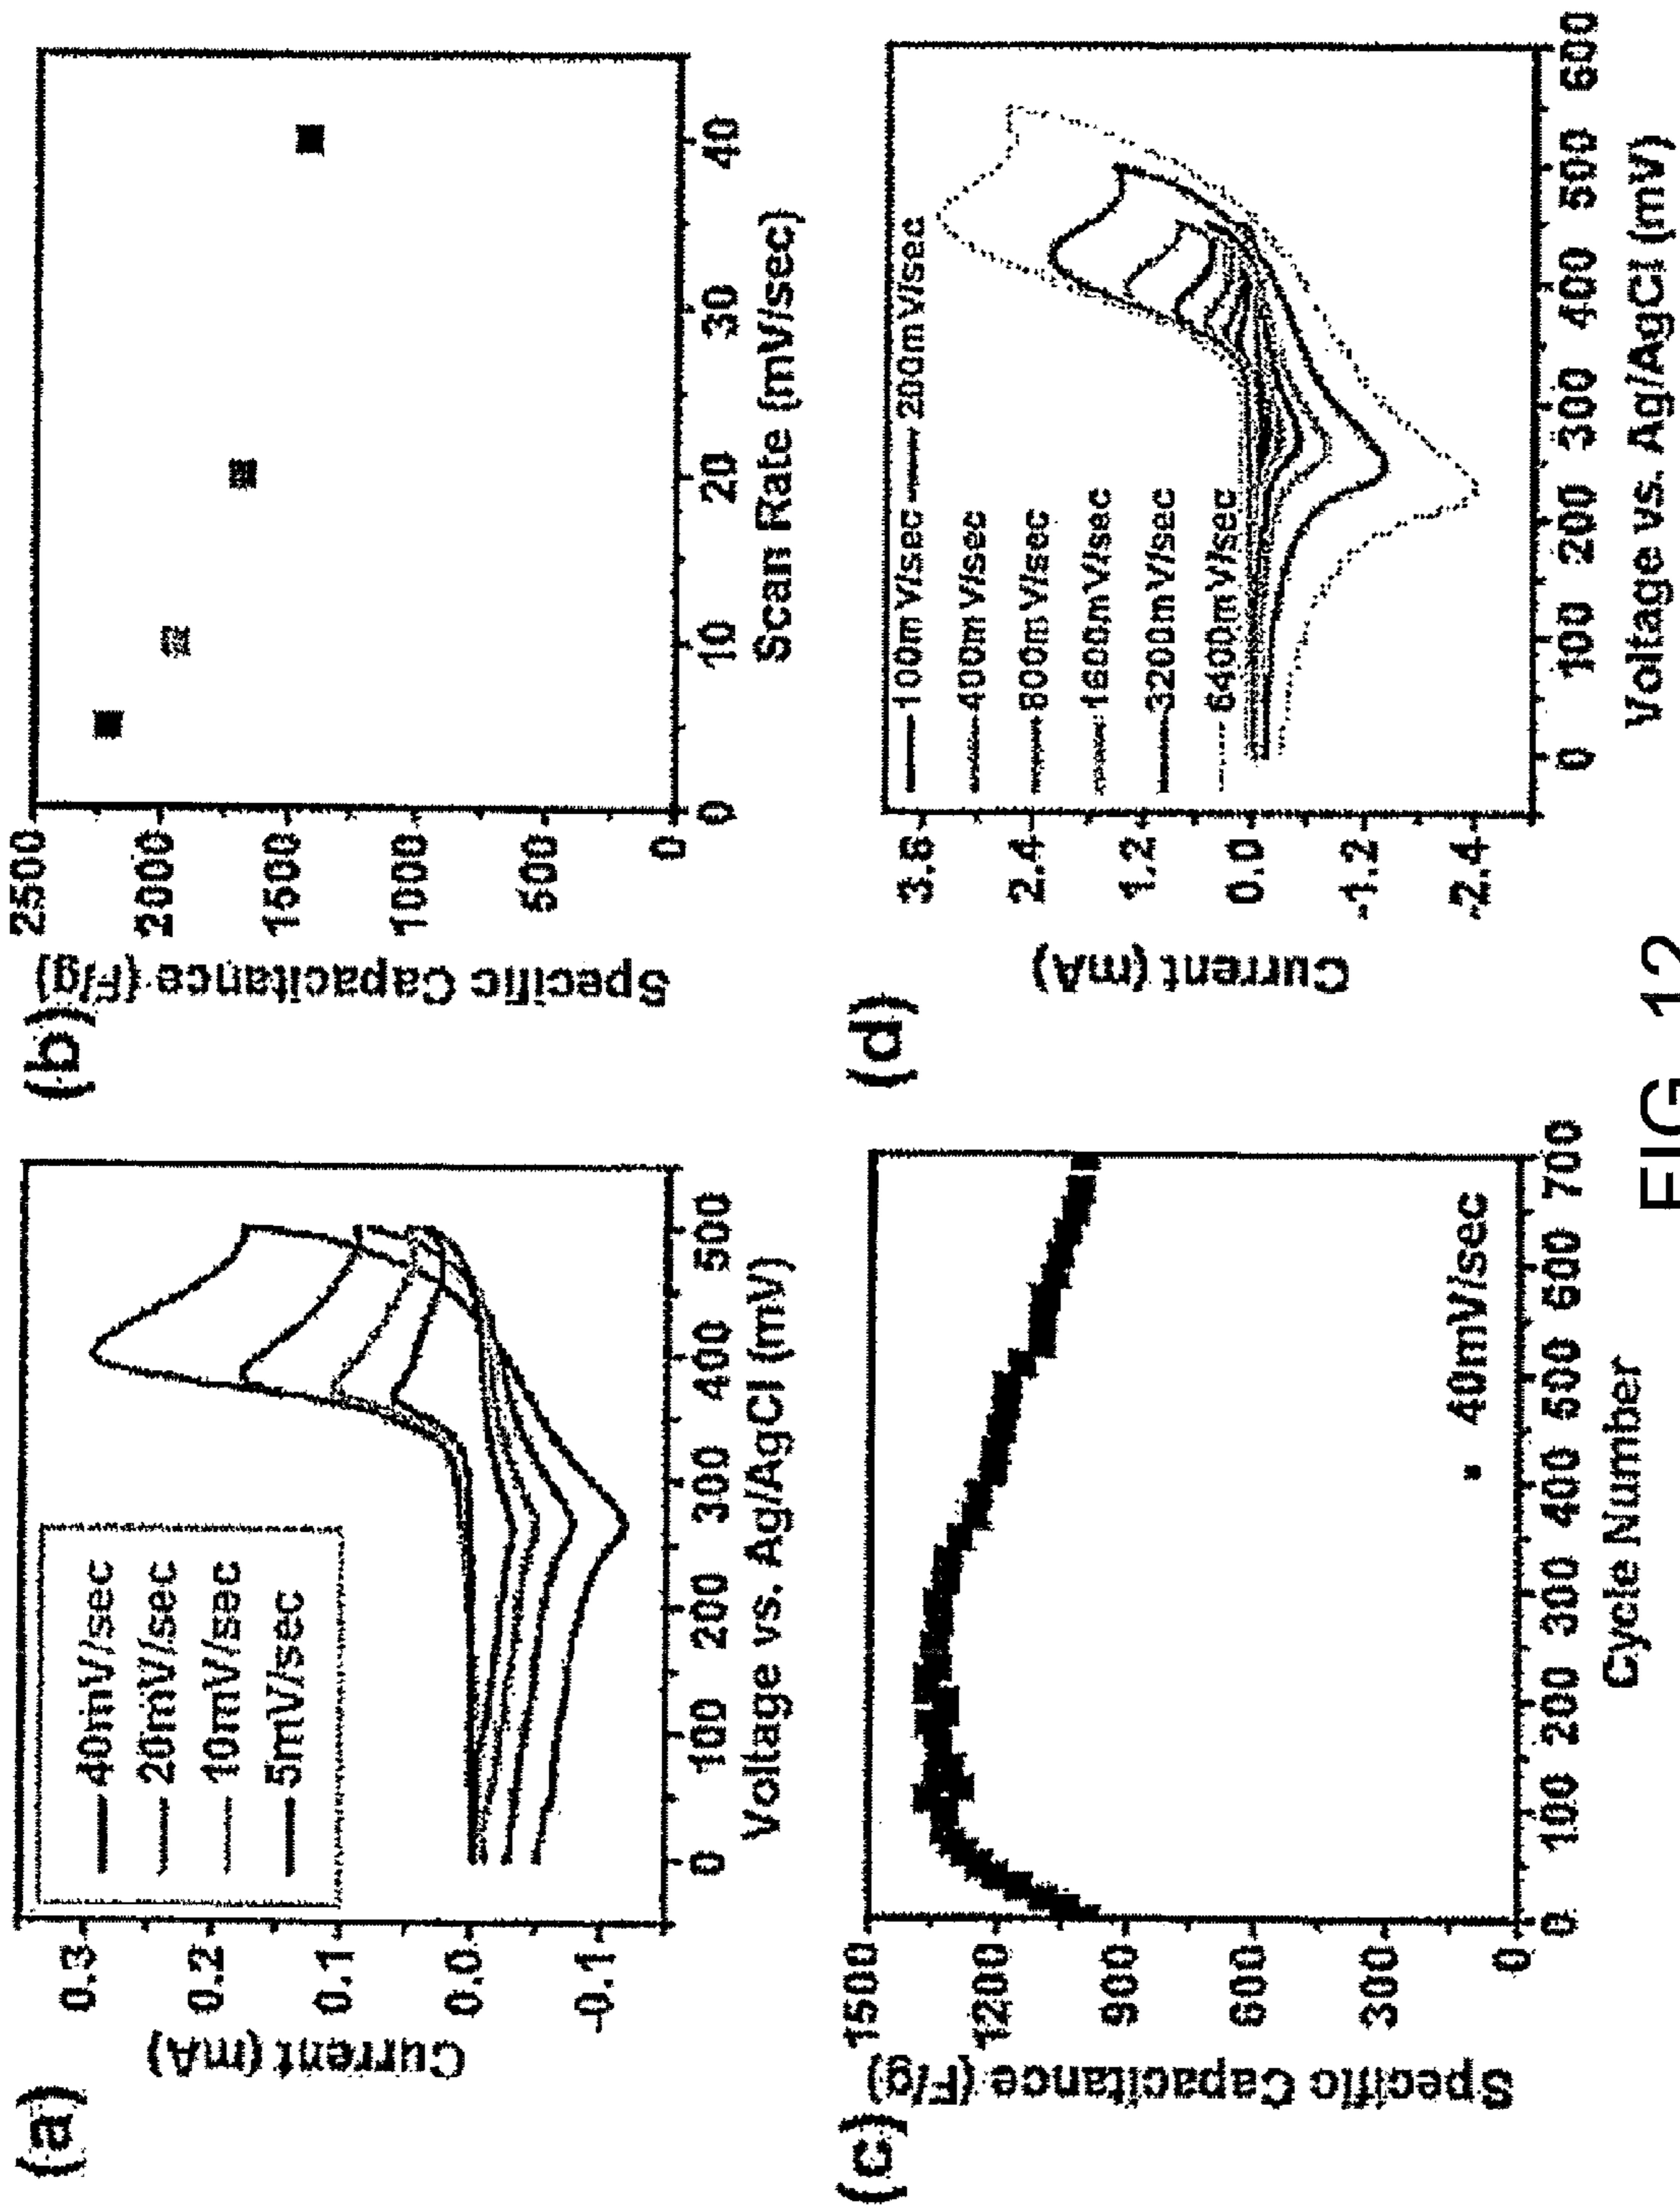 (a)
Current (mA)
0.3
0.2
0.1
0.0
-0.1
40mV/sec
20mV/sec
10mV/sec
5mV/sec
0 100 200 300 400 500
Voltage vs. Ag/AgCl (mV)
(b)
Specific Capacitance (F/g)
2500
2000
1500
1000
500
0
0 10 20 30 40
Scan Rate (mV/sec)
(c)
Specific Capacitance (F/g)
1500
1200
900
600
300
0
40mV/sec
0 100 200 300 400 500 600 700
Cycle Number
(d)
Current (mA)
3.8
2.4
1.2
0.0
-1.2
-2.4
100mV/sec 200mV/sec
400mV/sec
800mV/sec
1600mV/sec
3200mV/sec
6400mV/sec
0 100 200 300 400 500 600
Voltage vs. Ag/AgCl (mV)
FIG. 12